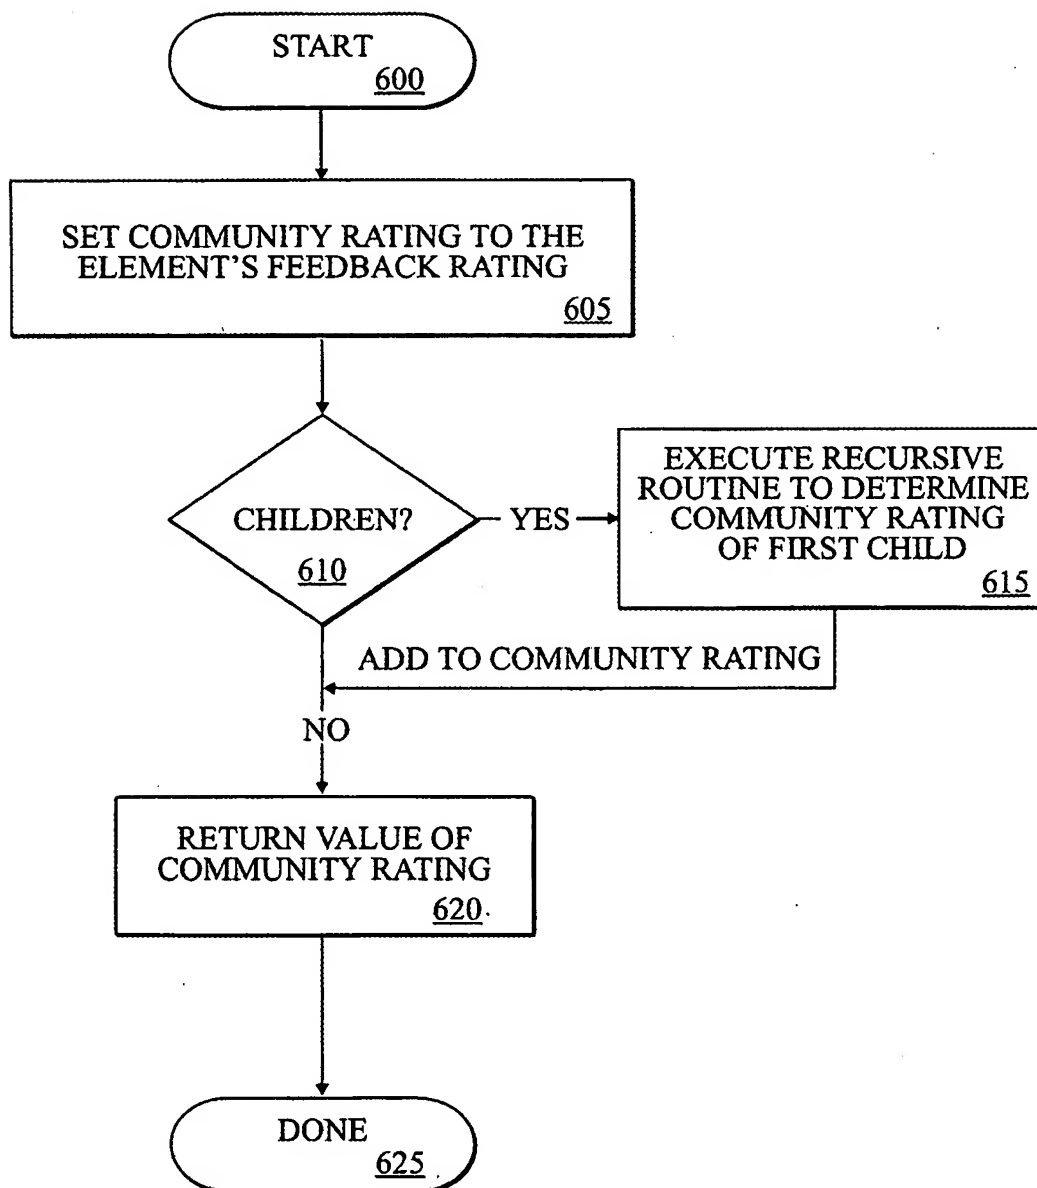 START
600
SET COMMUNITY RATING TO THE
ELEMENT'S FEEDBACK RATING
605
CHILDREN?
610
YES
EXECUTE RECURSIVE
ROUTINE TO DETERMINE
COMMUNITY RATING
OF FIRST CHILD
615
ADD TO COMMUNITY RATING
NO
RETURN VALUE OF
COMMUNITY RATING
620
DONE
625